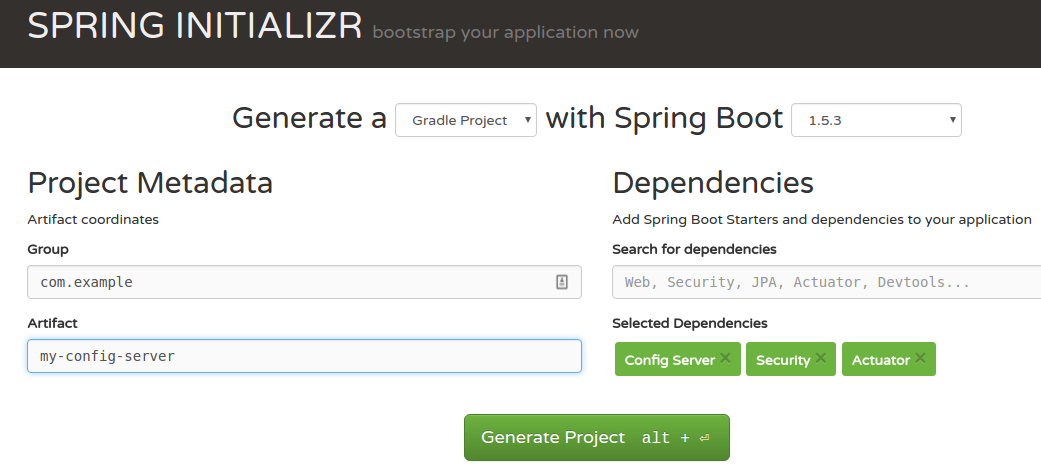 SPRING INITIALIZR bootstrap your application now
Generate a Gradle Project with Spring Boot 1.5.3
Project Metadata
Artifact coordinates
Group
com.example
Artifact
my-config-server
Dependencies
Add Spring Boot Starters and dependencies to your application
Search for dependencies
Web, Security, JPA, Actuator, Devtools...
Selected Dependencies
Config Server × Security × Actuator ×
Generate Project alt + ⏎